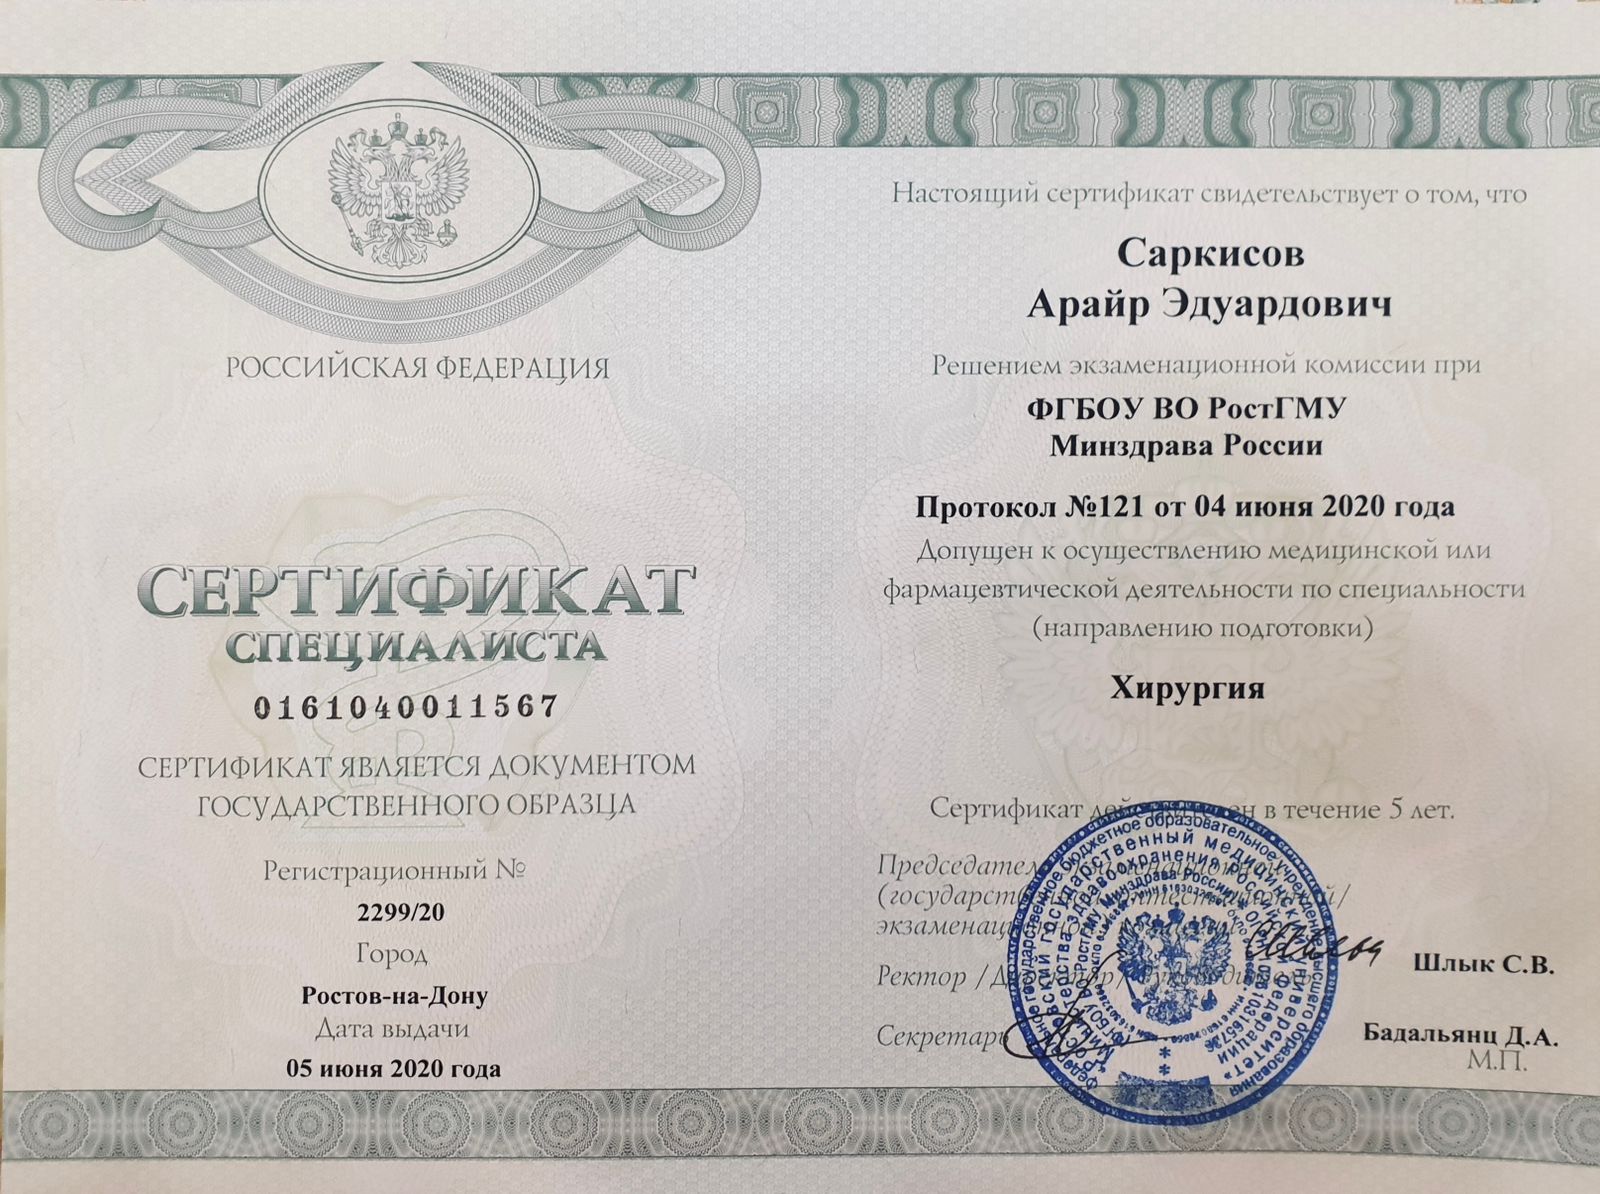 РОССИЙСКАЯ ФЕДЕРАЦИЯ
СЕРТИФИКАТ
СПЕЦИАЛИСТА
0161040011567
СЕРТИФИКАТ ЯВЛЯЕТСЯ ДОКУМЕНТОМ
ГОСУДАРСТВЕННОГО ОБРАЗЦА
Регистрационный №
2299/20
Город
Ростов-на-Дону
Дата выдачи
05 июня 2020 года
Настоящий сертификат свидетельствует о том, что
Саркисов
Арайр Эдуардович
Решением экзаменационной комиссии при
ФГБОУ ВО РостГМУ
Минздрава России
Протокол №121 от 04 июня 2020 года
Допущен к осуществлению медицинской или
фармацевтической деятельности по специальности
(направлению подготовки)
Хирургия
Сертификат действителен в течение 5 лет.
Председатель
экзаменационной
Шлык С.В.
Ректор
Секретарь
Бадальянц Д.А.
М.П.